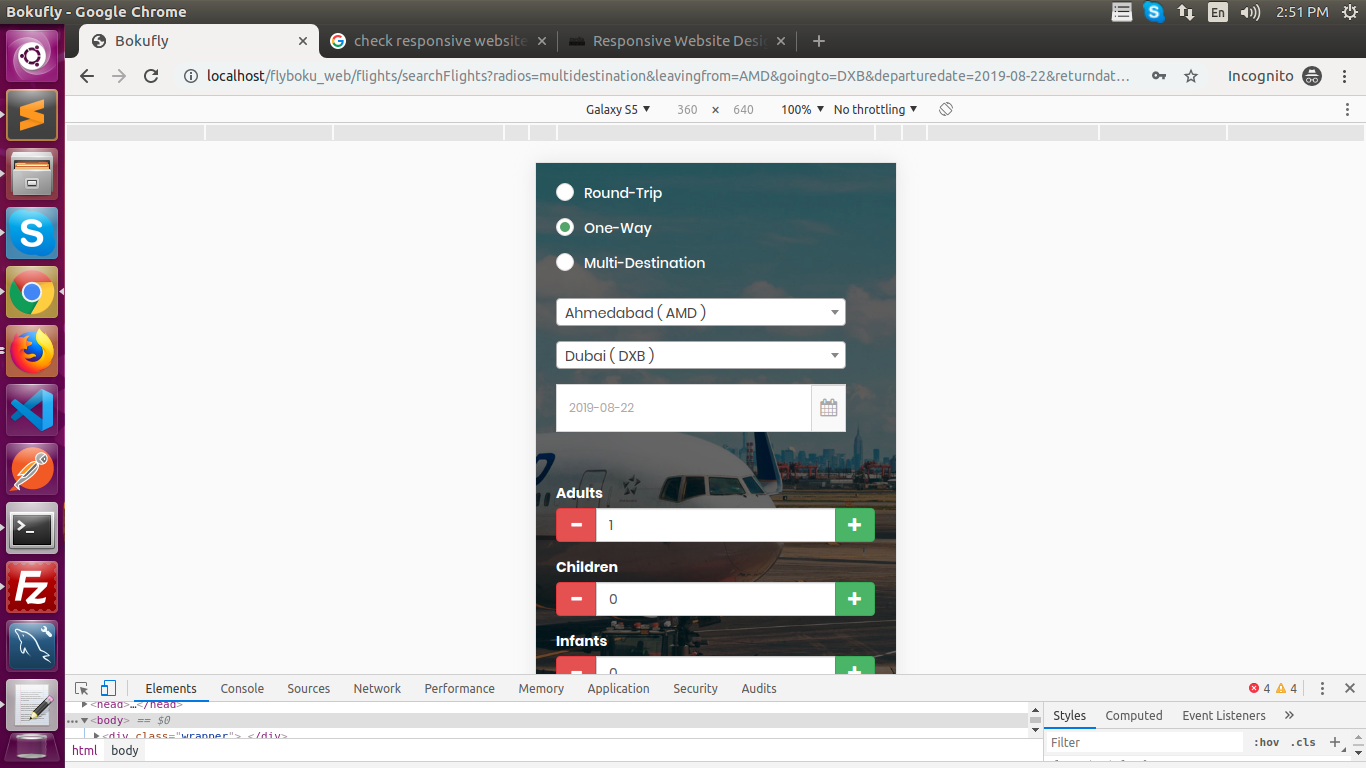 Bokufly - Google Chrome
En
2:51 PM
Bokufly
check responsive website
Responsive Website Desi
localhost/flyboku_web/flights/searchFlights?radios=multidestination&leavingfrom=AMD&goingto=DXB&departuredate=2019-08-22&returndat...
Incognito
Galaxy S5
360 × 640
100%
No throttling
Round-Trip
One-Way
Multi-Destination
Ahmedabad ( AMD )
Dubai ( DXB )
2019-08-22
Adults
1
Children
0
Infants
0
Elements Console Sources Network Performance Memory Application Security Audits
4 4
<head>…</head>
<body> == $0
<div class="wrapper">…</div>
html body
Styles Computed Event Listeners »
Filter
:hov .cls +